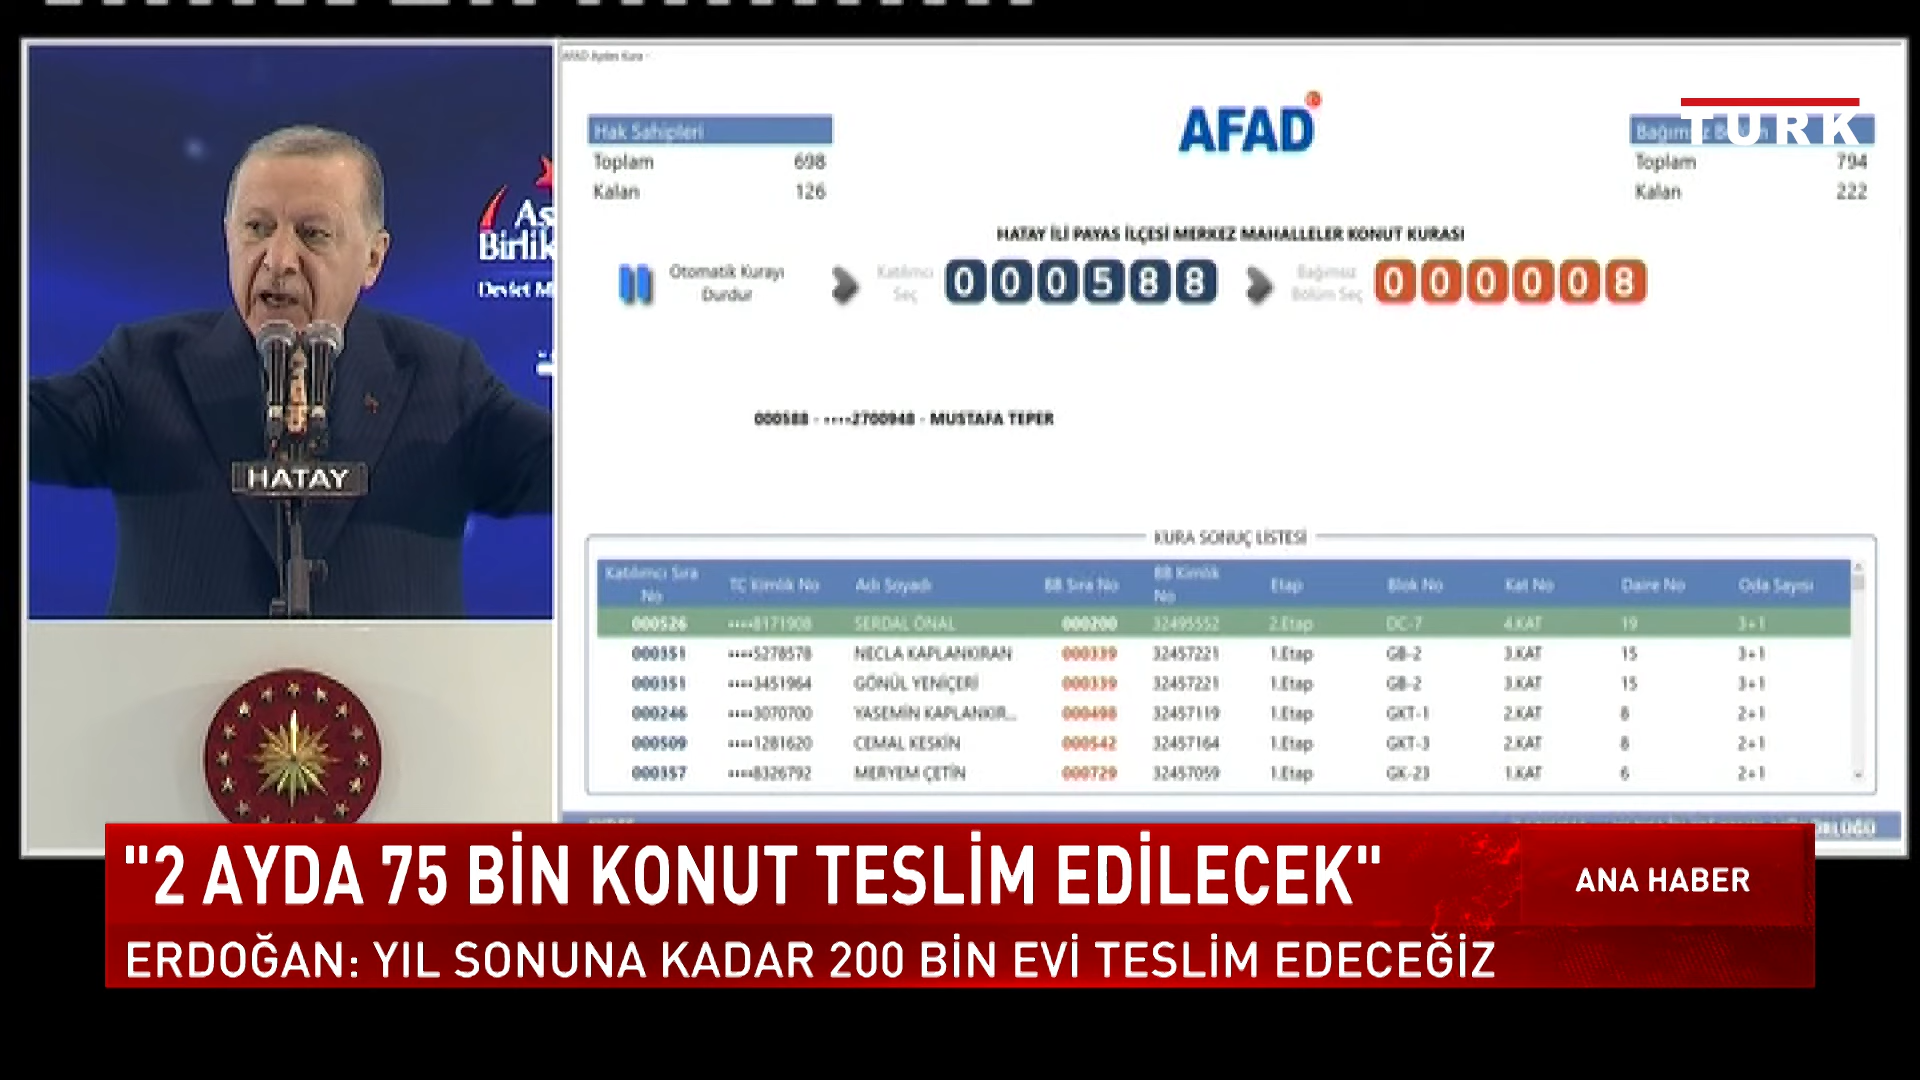 AFAD Aydes Kura -
Hak Sahipleri
Toplam 698
Kalan 126
AFAD
TURK
Toplam 794
Kalan 222
HATAY İLİ PAYAS İLÇESİ MERKEZ MAHALLELER KONUT KURASI
Otomatik Kurayı
Durdur
Katılımcı
Seç
000588
Bağımsız
Bölüm Seç
000008
000588 - ••••2700948 - MUSTAFA TEPER
Birlik
Devlet M
HATAY
KURA SONUÇ LİSTESİ
Katılımcı Sıra No TC Kimlik No Adı Soyadı BB Sıra No BB Kimlik No Etap Blok No Kat No Daire No Oda Sayısı
000526 ••••8171908 SERDAL ÖNAL 000200 32495552 2.Etap DC-7 4.KAT 19 3+1
000351 ••••5278578 NECLA KAPLANKIRAN 000339 32457221 1.Etap GB-2 3.KAT 15 3+1
000351 ••••3451964 GÖNÜL YENİÇERİ 000339 32457221 1.Etap GB-2 3.KAT 15 3+1
000246 ••••3070700 YASEMİN KAPLANKIR... 000498 32457119 1.Etap GKT-1 2.KAT 8 2+1
000509 ••••1281620 CEMAL KESKİN 000542 32457164 1.Etap GKT-3 2.KAT 8 2+1
000357 ••••8326792 MERYEM ÇETİN 000729 32457059 1.Etap GK-23 1.KAT 6 2+1
"2 AYDA 75 BİN KONUT TESLİM EDİLECEK"
ANA HABER
ERDOĞAN: YIL SONUNA KADAR 200 BİN EVİ TESLİM EDECEĞİZ